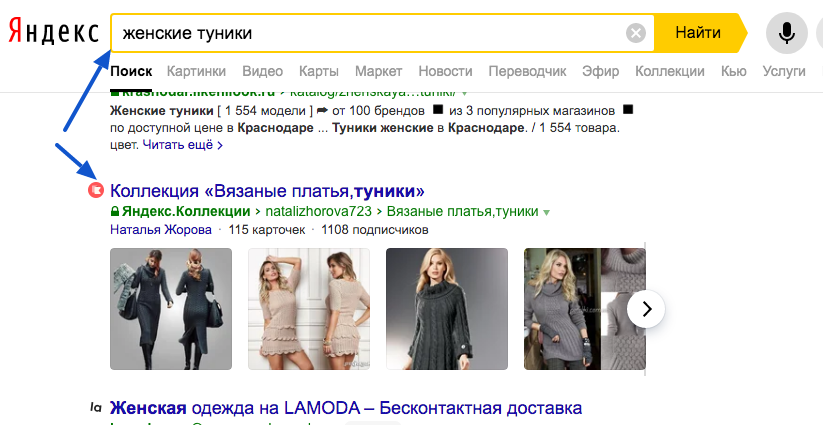 Яндекс
женские туники
Найти
Поиск Картинки Видео Карты Маркет Новости Переводчик Эфир Коллекции Кью Услуги
krasnodar.likenlook.ru › catalog/zhenskaya…tuniki/
Женские туники [ 1 554 модели ] ➦ от 100 брендов ⬛ из 3 популярных магазинов ⬛
по доступной цене в Краснодаре ... Туники женские в Краснодаре. / 1 554 товара.
цвет. Читать ещё >
Коллекция «Вязаные платья,туники»
Яндекс.Коллекции › natalizhorova723 › Вязаные платья,туники
Наталья Жорова · 115 карточек · 1108 подписчиков
la Женская одежда на LAMODA – Бесконтактная доставка